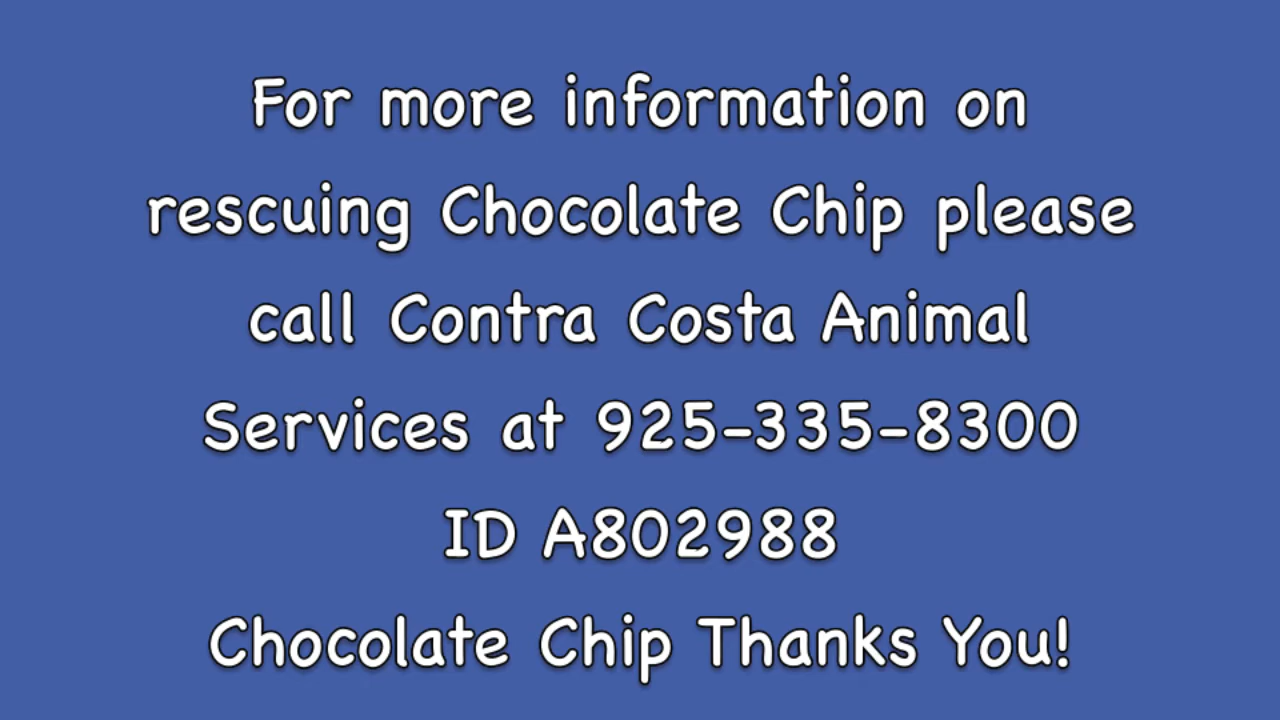 For more information on
rescuing Chocolate Chip please
call Contra Costa Animal
Services at 925-335-8300
ID A802988
Chocolate Chip Thanks You!